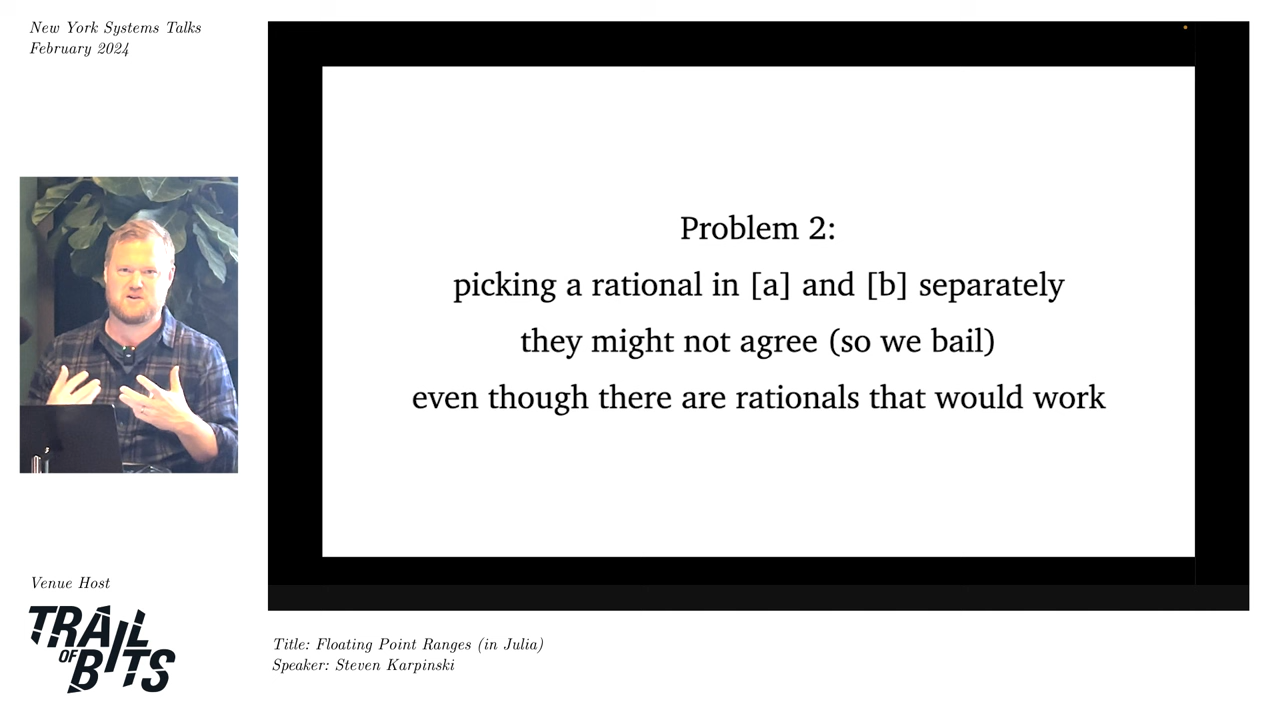 New York Systems Talks
February 2024
Problem 2:
picking a rational in [a] and [b] separately
they might not agree (so we bail)
even though there are rationals that would work
Venue Host
TRAIL
OF
BITS
Title: Floating Point Ranges (in Julia)
Speaker: Steven Karpinski